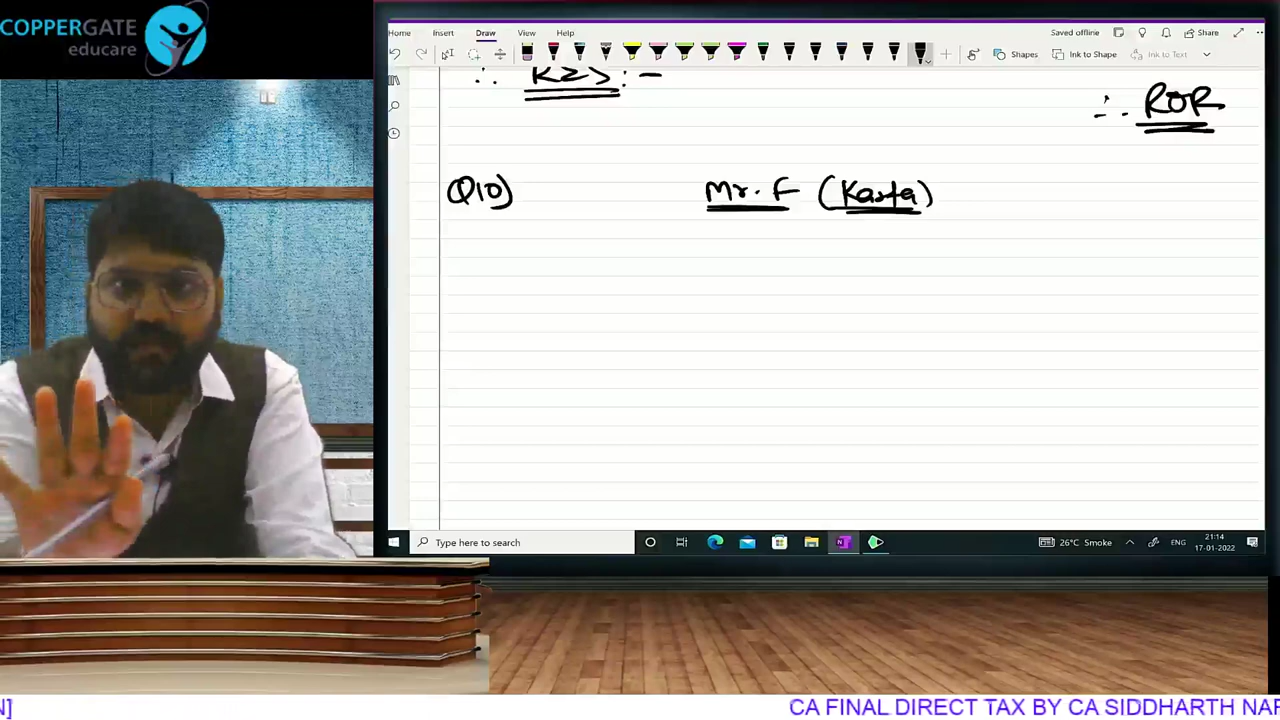 COPPERGATE
educare
Home Insert Draw View Help
Saved offline
Share
Shapes
Ink to Shape
Ink to Text
∴ R2S :-
∴ ROR
Q10)
Mr. F (Karta)
Type here to search
26°C Smoke
ENG
21:14
17-01-2022
N]
CA FINAL DIRECT TAX BY CA SIDDHARTH NAR